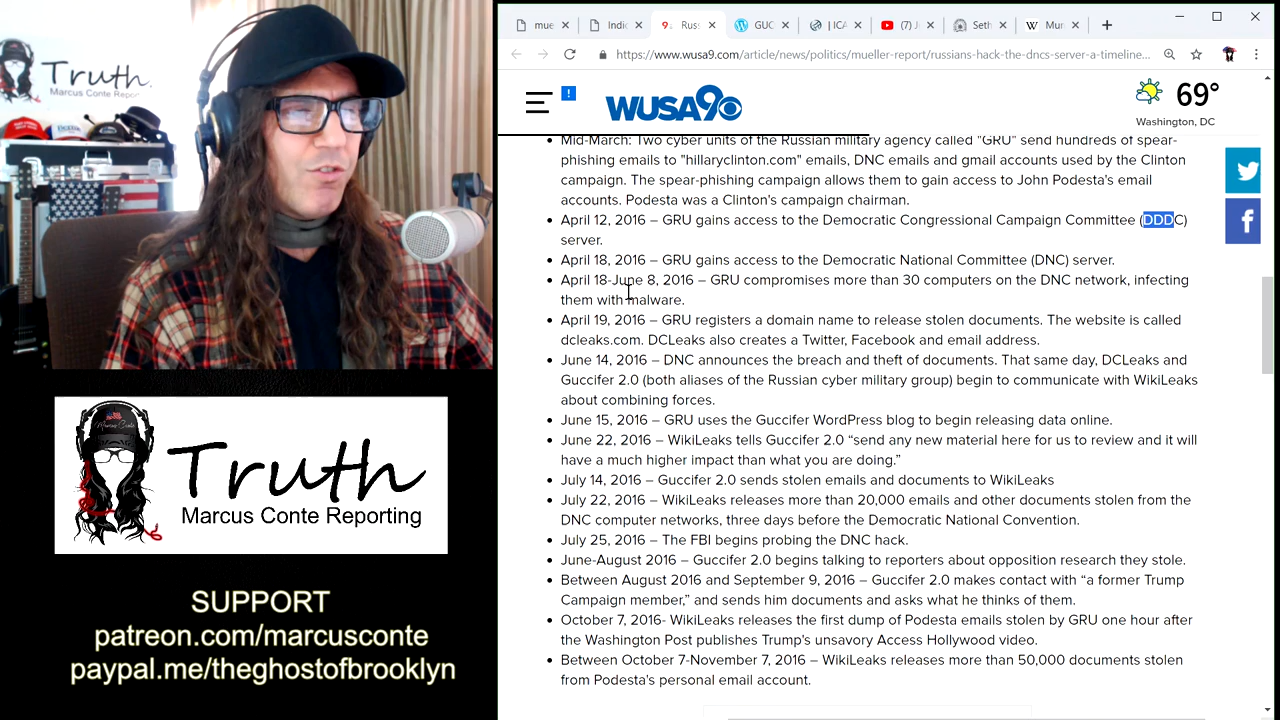 Truth.
Marcus Conte Repor
Truth
Marcus Conte Reporting
SUPPORT
patreon.com/marcusconte
paypal.me/theghostofbrooklyn
mue
Indic
Rus
GUC
ICA
(7) J
Seth
Mur
https://www.wusa9.com/article/news/politics/mueller-report/russians-hack-the-dncs-server-a-timeline...
WUSA9
69°
Washington, DC
Mid-March: Two cyber units of the Russian military agency called "GRU" send hundreds of spear-
phishing emails to "hillaryclinton.com" emails, DNC emails and gmail accounts used by the Clinton
campaign. The spear-phishing campaign allows them to gain access to John Podesta's email
accounts. Podesta was a Clinton's campaign chairman.
April 12, 2016 – GRU gains access to the Democratic Congressional Campaign Committee (DDDC)
server.
April 18, 2016 – GRU gains access to the Democratic National Committee (DNC) server.
April 18-June 8, 2016 – GRU compromises more than 30 computers on the DNC network, infecting
them with malware.
April 19, 2016 – GRU registers a domain name to release stolen documents. The website is called
dcleaks.com. DCLeaks also creates a Twitter, Facebook and email address.
June 14, 2016 – DNC announces the breach and theft of documents. That same day, DCLeaks and
Guccifer 2.0 (both aliases of the Russian cyber military group) begin to communicate with WikiLeaks
about combining forces.
June 15, 2016 – GRU uses the Guccifer WordPress blog to begin releasing data online.
June 22, 2016 – WikiLeaks tells Guccifer 2.0 “send any new material here for us to review and it will
have a much higher impact than what you are doing.”
July 14, 2016 – Guccifer 2.0 sends stolen emails and documents to WikiLeaks
July 22, 2016 – WikiLeaks releases more than 20,000 emails and other documents stolen from the
DNC computer networks, three days before the Democratic National Convention.
July 25, 2016 – The FBI begins probing the DNC hack.
June-August 2016 – Guccifer 2.0 begins talking to reporters about opposition research they stole.
Between August 2016 and September 9, 2016 – Guccifer 2.0 makes contact with “a former Trump
Campaign member,” and sends him documents and asks what he thinks of them.
October 7, 2016- WikiLeaks releases the first dump of Podesta emails stolen by GRU one hour after
the Washington Post publishes Trump's unsavory Access Hollywood video.
Between October 7-November 7, 2016 – WikiLeaks releases more than 50,000 documents stolen
from Podesta's personal email account.